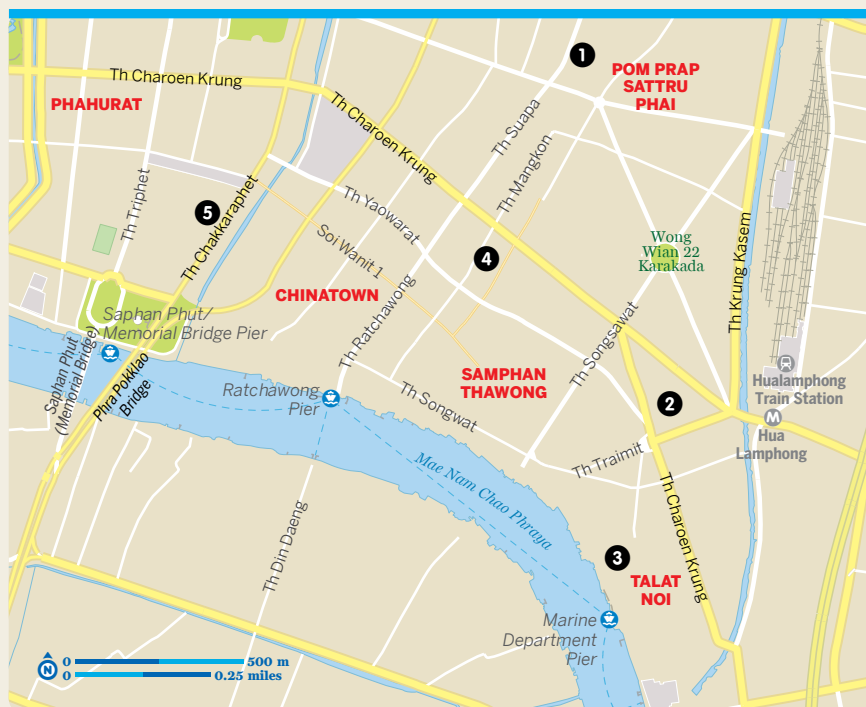 1
POM PRAP
SATTRU
PHAI
Th Charoen Krung
PHAHURAT
Th Charoen Krung
Th Suapa
Th Mangkon
Th Triphet
5
Th Chakkaraphet
Th Yaowarat
Soi Wanit 1
4
Wong
Wian 22
Karakada
Th Krung Kasem
CHINATOWN
Saphan Phut/
Memorial Bridge Pier
Th Ratchawong
Th Songsawat
Saphan Phut
(Memorial Bridge)
Phra Pokklao
Bridge
Ratchawong
Pier
SAMPHAN
THAWONG
Th Songwat
2
Hualamphong
Train Station
M
Hua
Lamphong
Th Traimit
Mae Nam Chao Phraya
Th Din Daeng
Th Charoen Krung
3
TALAT
NOI
Marine
Department
Pier
N
0 500 m
0 0.25 miles